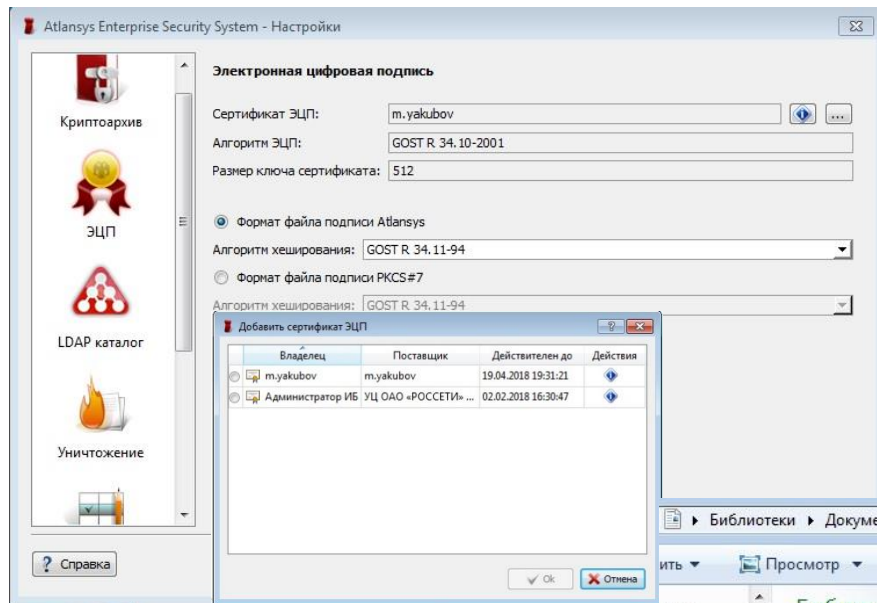 Atlansys Enterprise Security System - Настройки
Криптоархив
ЭЦП
LDAP каталог
Уничтожение
Электронная цифровая подпись
Сертификат ЭЦП: m.yakubov ...
Алгоритм ЭЦП: GOST R 34.10-2001
Размер ключа сертификата: 512
Формат файла подписи Atlansys
Алгоритм хеширования: GOST R 34.11-94
Формат файла подписи PKCS#7
Алгоритм хеширования: GOST R 34.11-94
Добавить сертификат ЭЦП
Владелец Поставщик Действителен до Действия
m.yakubov m.yakubov 19.04.2018 19:31:21
Администратор ИБ УЦ ОАО «РОССЕТИ» ... 02.02.2018 16:30:47
Ok Отмена
? Справка
Библиотеки Докуме
ить Просмотр